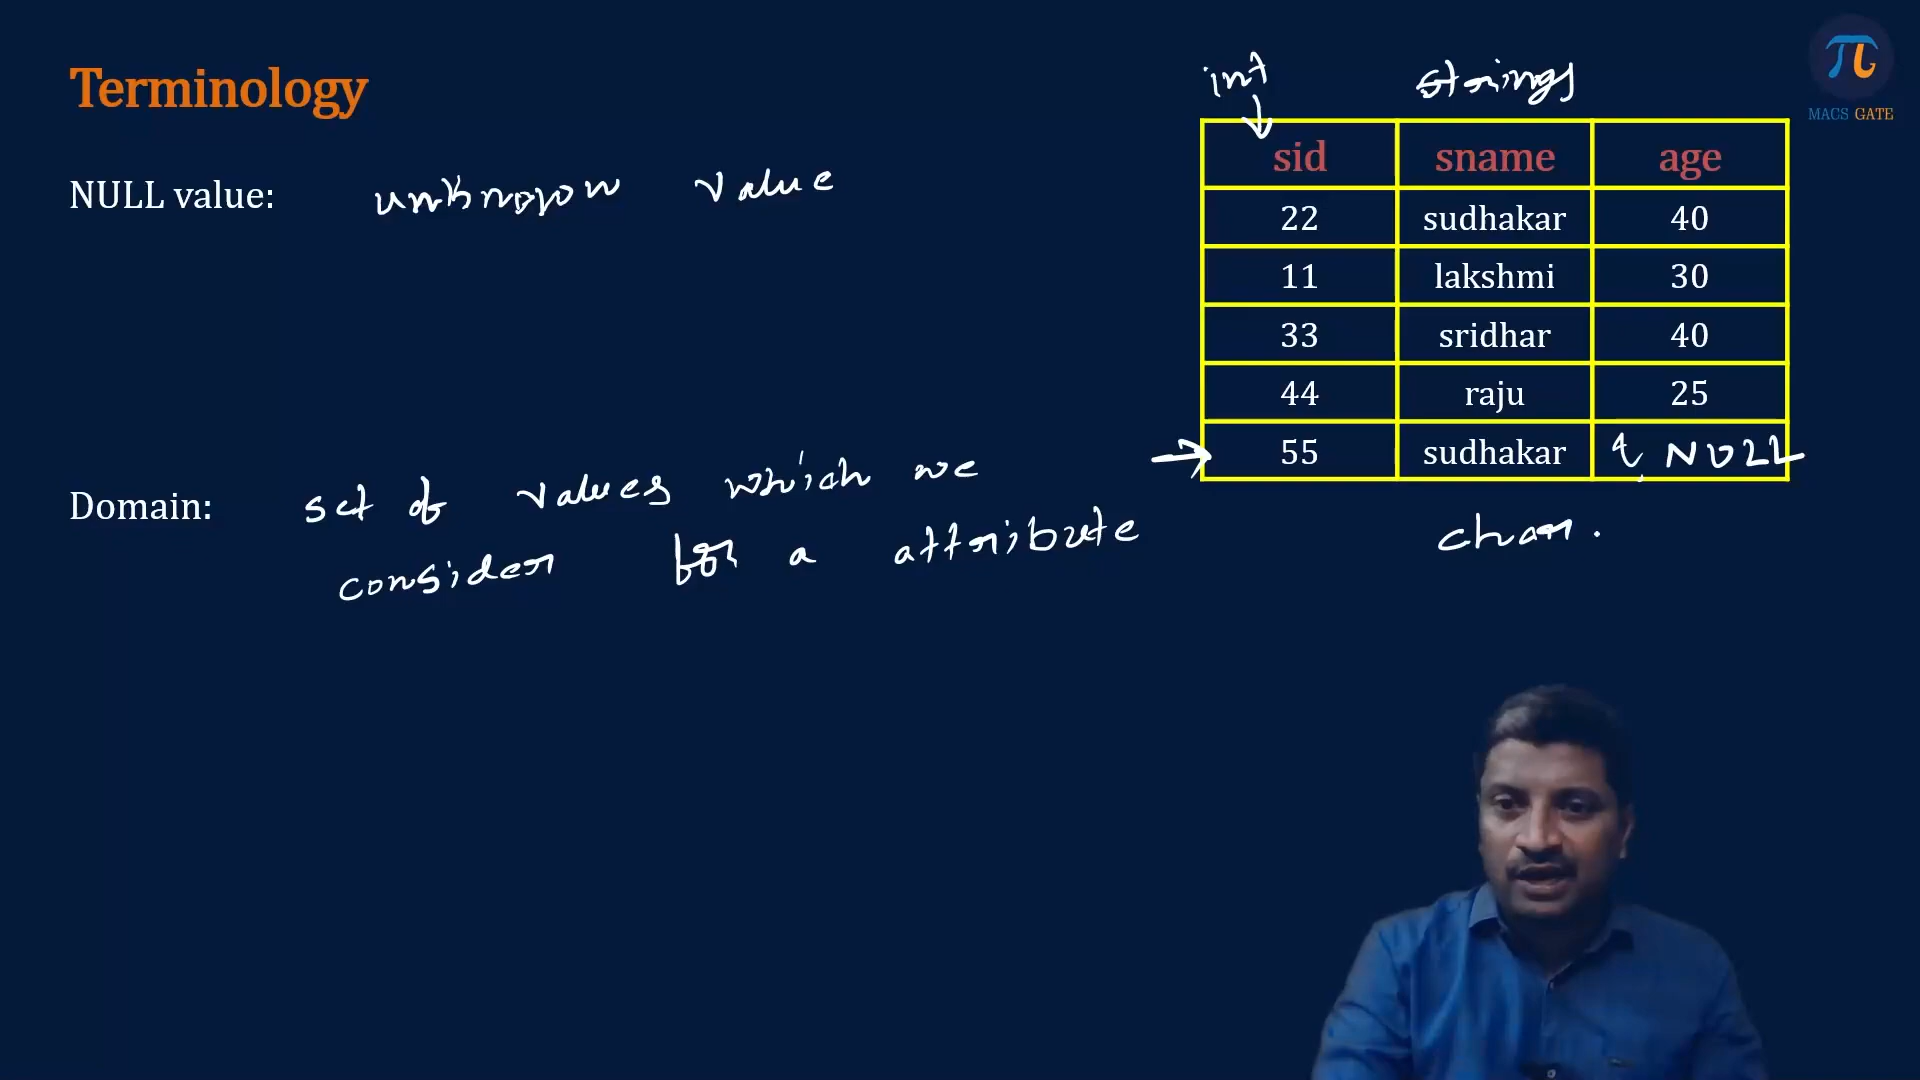 Terminology
NULL value: unknown value
Domain: set of values which we
consider for a attribute
int strings
sid sname age
22 sudhakar 40
11 lakshmi 30
33 sridhar 40
44 raju 25
55 sudhakar NULL
char.
MACS GATE